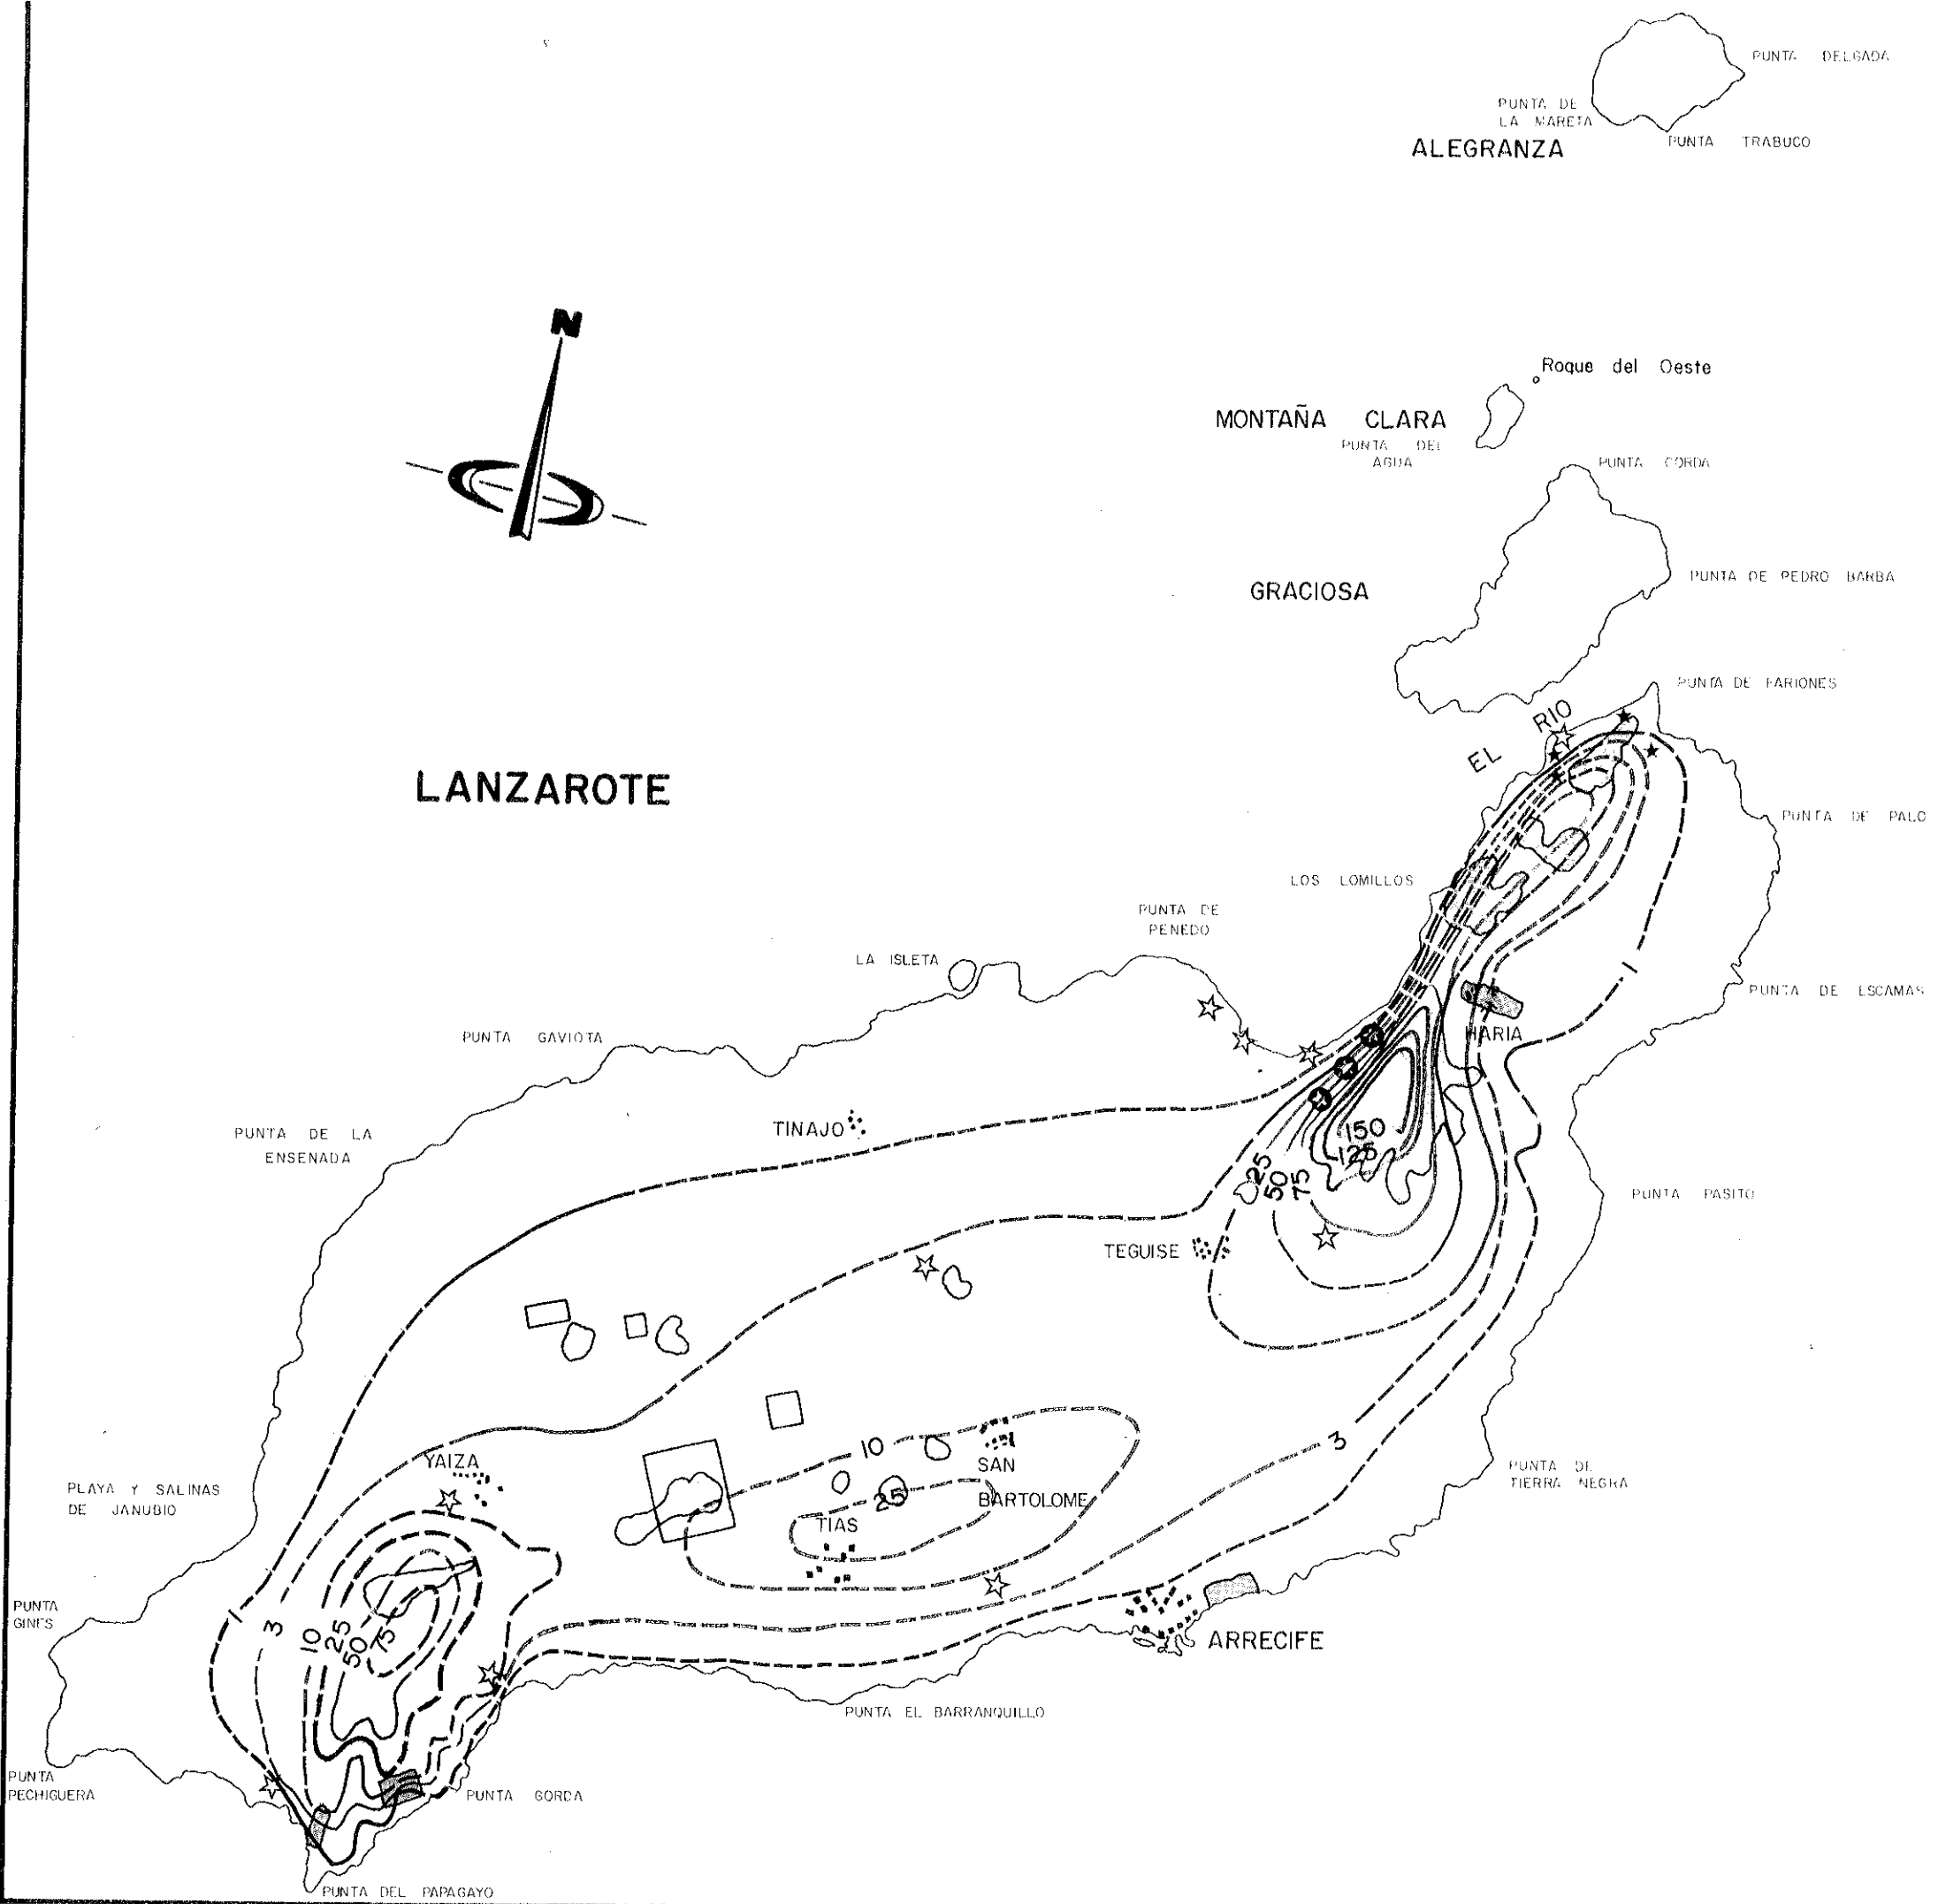 PUNTA DELGADA
PUNTA DE
LA MARETA
PUNTA TRABUCO
ALEGRANZA
N
Roque del Oeste
MONTAÑA CLARA
PUNTA DEL
AGUA
PUNTA CORDA
PUNTA DE PEDRO BARBA
GRACIOSA
PUNTA DE FARIONES
EL RIO
LANZAROTE
PUNTA DE PALO
LOS LOMILLOS
PUNTA DE
PENEDO
LA ISLETA
PUNTA DE ESCAMAS
1
PUNTA GAVIOTA
HARIA
TINAJO
PUNTA DE LA
ENSENADA
150
125
25
50
75
PUNTA PASITO
TEGUISE
3
10
YAIZA
SAN
BARTOLOME
PUNTA DE
TIERRA NEGRA
PLAYA Y SALINAS
DE JANUBIO
25
TIAS
PUNTA
GINES
1
3
10
25
50
75
ARRECIFE
PUNTA EL BARRANQUILLO
PUNTA
PECHIGUERA
PUNTA GORDA
PUNTA DEL PAPAGAYO